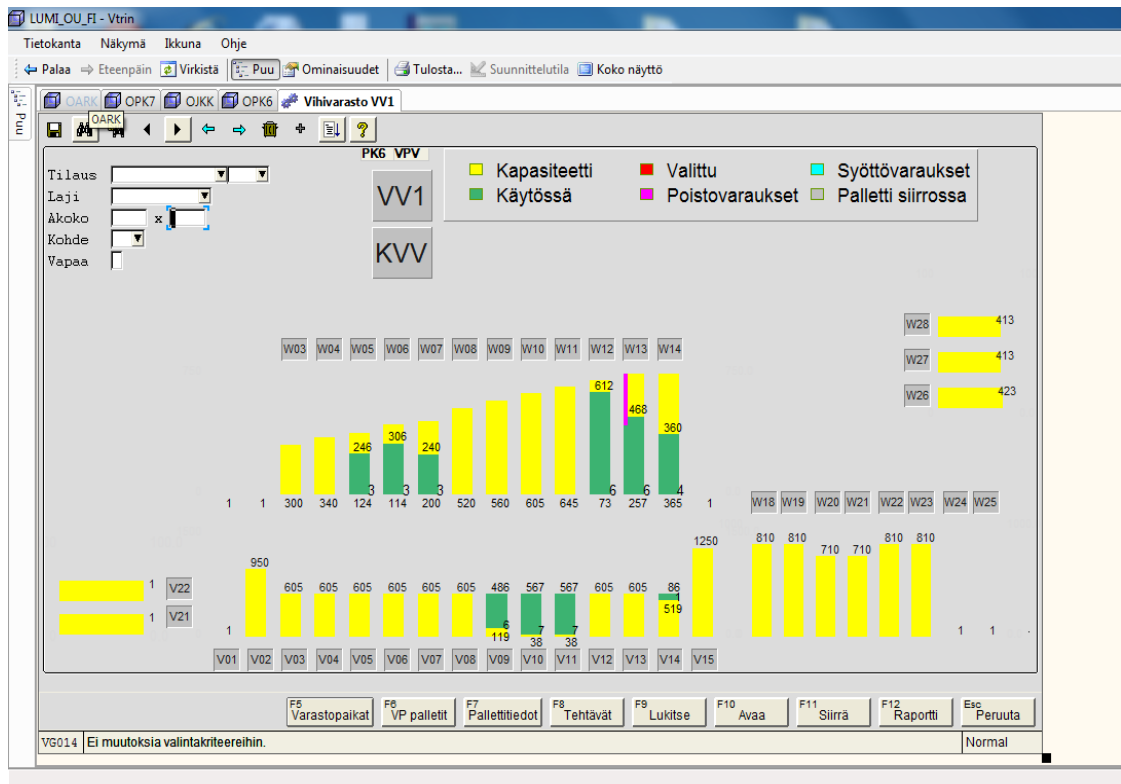 LUMI_OU_FI - Vtrin
Tietokanta Näkymä Ikkuna Ohje
Palaa Eteenpäin Virkistä Puu Ominaisuudet Tulosta... Suunnittelutila Koko näyttö
Puu
OARK OPK7 OJKK OPK6 Vihivarasto VV1
OARK
PK6 VPV
Tilaus
Laji
Akoko x
Kohde
Vapaa
VV1
KVV
Kapasiteetti Valittu Syöttövaraukset
Käytössä Poistovaraukset Palletti siirrossa
W28 413
W27 413
W26 423
W03 W04 W05 W06 W07 W08 W09 W10 W11 W12 W13 W14
612
468
360
306
246 240
3 3 3 6 6 4
1 1 300 340 124 114 200 520 560 605 645 73 257 365 1
W18 W19 W20 W21 W22 W23 W24 W25
1250 810 810 710 710 810 810
950
1 V22
1 V21
605 605 605 605 605 605 486 567 567 605 605 86
1
519
6 7 7
119 38 38
1 1 1
V01 V02 V03 V04 V05 V06 V07 V08 V09 V10 V11 V12 V13 V14 V15
F5 Varastopaikat F6 VP palletit F7 Pallettitiedot F8 Tehtävät F9 Lukitse F10 Avaa F11 Siirrä F12 Raportti Esc Peruuta
VG014 Ei muutoksia valintakriteereihin. Normal